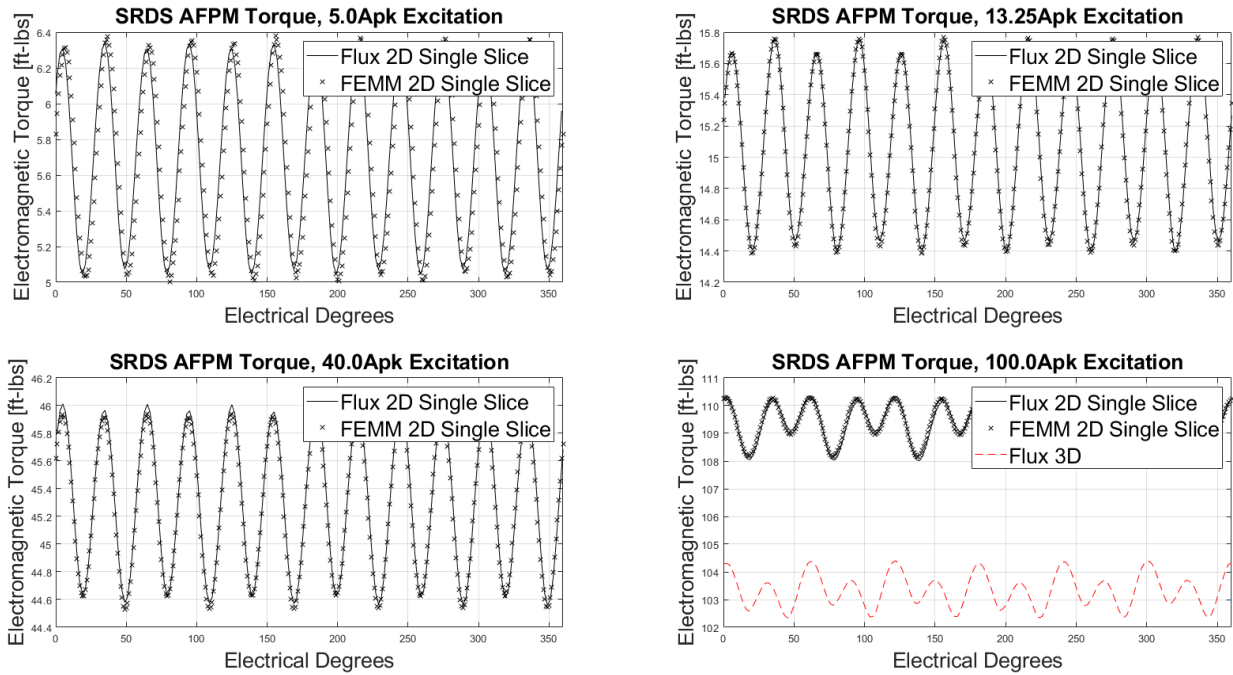 SRDS AFPM Torque, 5.0Apk Excitation
Electromagnetic Torque [ft-lbs]
6.4
6.2
6
5.8
5.6
5.4
5.2
5
Flux 2D Single Slice
FEMM 2D Single Slice
0 50 100 150 200 250 300 350
Electrical Degrees
SRDS AFPM Torque, 13.25Apk Excitation
Electromagnetic Torque [ft-lbs]
15.8
15.6
15.4
15.2
15
14.8
14.6
14.4
14.2
Flux 2D Single Slice
FEMM 2D Single Slice
0 50 100 150 200 250 300 350
Electrical Degrees
SRDS AFPM Torque, 40.0Apk Excitation
Electromagnetic Torque [ft-lbs]
46.2
46
45.8
45.6
45.4
45.2
45
44.8
44.6
44.4
Flux 2D Single Slice
FEMM 2D Single Slice
0 50 100 150 200 250 300 350
Electrical Degrees
SRDS AFPM Torque, 100.0Apk Excitation
Electromagnetic Torque [ft-lbs]
111
110
109
108
107
106
105
104
103
102
Flux 2D Single Slice
FEMM 2D Single Slice
Flux 3D
0 50 100 150 200 250 300 350
Electrical Degrees